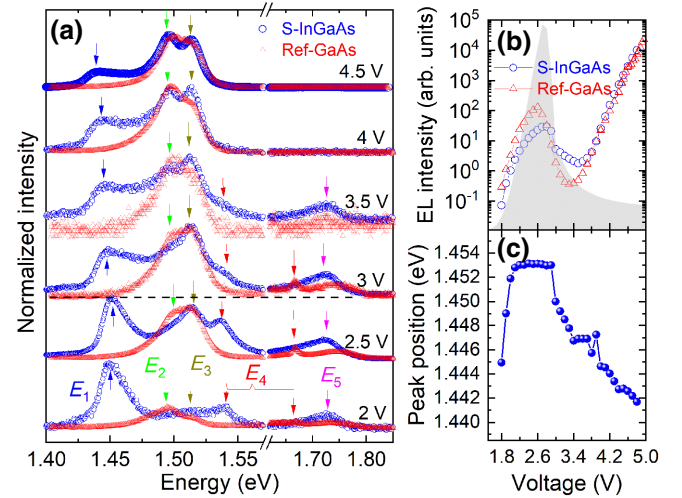 (a)
S-InGaAs
Ref-GaAs
4.5 V
4 V
3.5 V
3 V
2.5 V
2 V
E1
E2
E3
E4
E5
Normalized intensity
1.40 1.45 1.50 1.55 1.70 1.80
Energy (eV)
(b)
S-InGaAs
Ref-GaAs
EL intensity (arb. units)
10^5
10^4
10^3
10^2
10^1
10^0
10^-1
(c)
Peak position (eV)
1.454
1.452
1.450
1.448
1.446
1.444
1.442
1.440
1.8 2.6 3.4 4.2 5.0
Voltage (V)